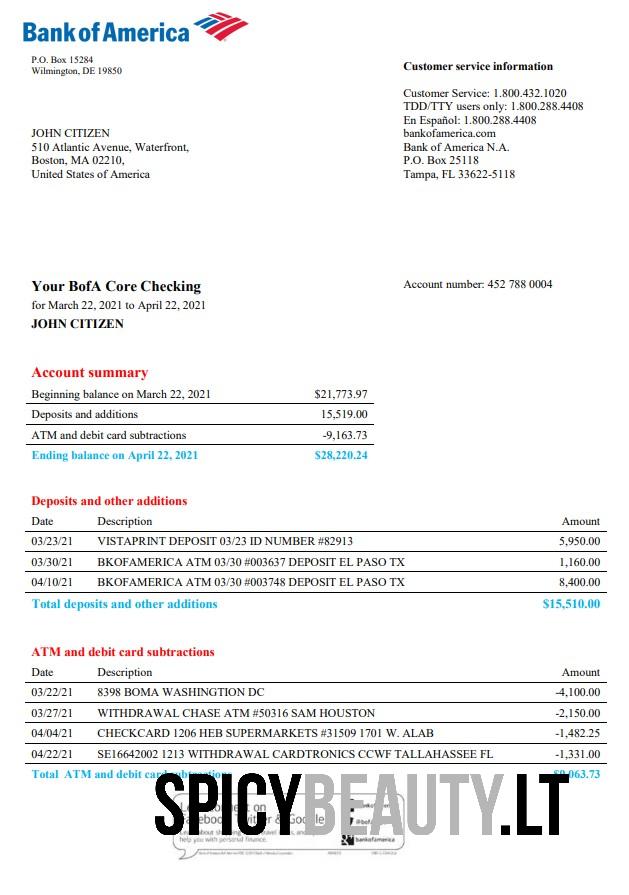 Bank of America
P.O. Box 15284
Wilmington, DE 19850
Customer service information
Customer Service: 1.800.432.1020
TDD/TTY users only: 1.800.288.4408
En Español: 1.800.288.4408
bankofamerica.com
Bank of America N.A.
P.O. Box 25118
Tampa, FL 33622-5118
JOHN CITIZEN
510 Atlantic Avenue, Waterfront,
Boston, MA 02210,
United States of America
Your BofA Core Checking
Account number: 452 788 0004
for March 22, 2021 to April 22, 2021
JOHN CITIZEN
Account summary
Beginning balance on March 22, 2021 $21,773.97
Deposits and additions 15,519.00
ATM and debit card subtractions -9,163.73
Ending balance on April 22, 2021 $28,220.24
Deposits and other additions
Date Description Amount
03/23/21 VISTAPRINT DEPOSIT 03/23 ID NUMBER #82913 5,950.00
03/30/21 BKOFAMERICA ATM 03/30 #003637 DEPOSIT EL PASO TX 1,160.00
04/10/21 BKOFAMERICA ATM 03/30 #003748 DEPOSIT EL PASO TX 8,400.00
Total deposits and other additions $15,510.00
ATM and debit card subtractions
Date Description Amount
03/22/21 8398 BOMA WASHINGTION DC -4,100.00
03/27/21 WITHDRAWAL CHASE ATM #50316 SAM HOUSTON -2,150.00
04/04/21 CHECKCARD 1206 HEB SUPERMARKETS #31509 1701 W. ALAB -1,482.25
04/22/21 SE16642002 1213 WITHDRAWAL CARDTRONICS CCWF TALLAHASSEE FL -1,331.00
Total ATM and debit card subtractions
SPICYBEAUTY.LT
help you with personal finance.
bankofamerica